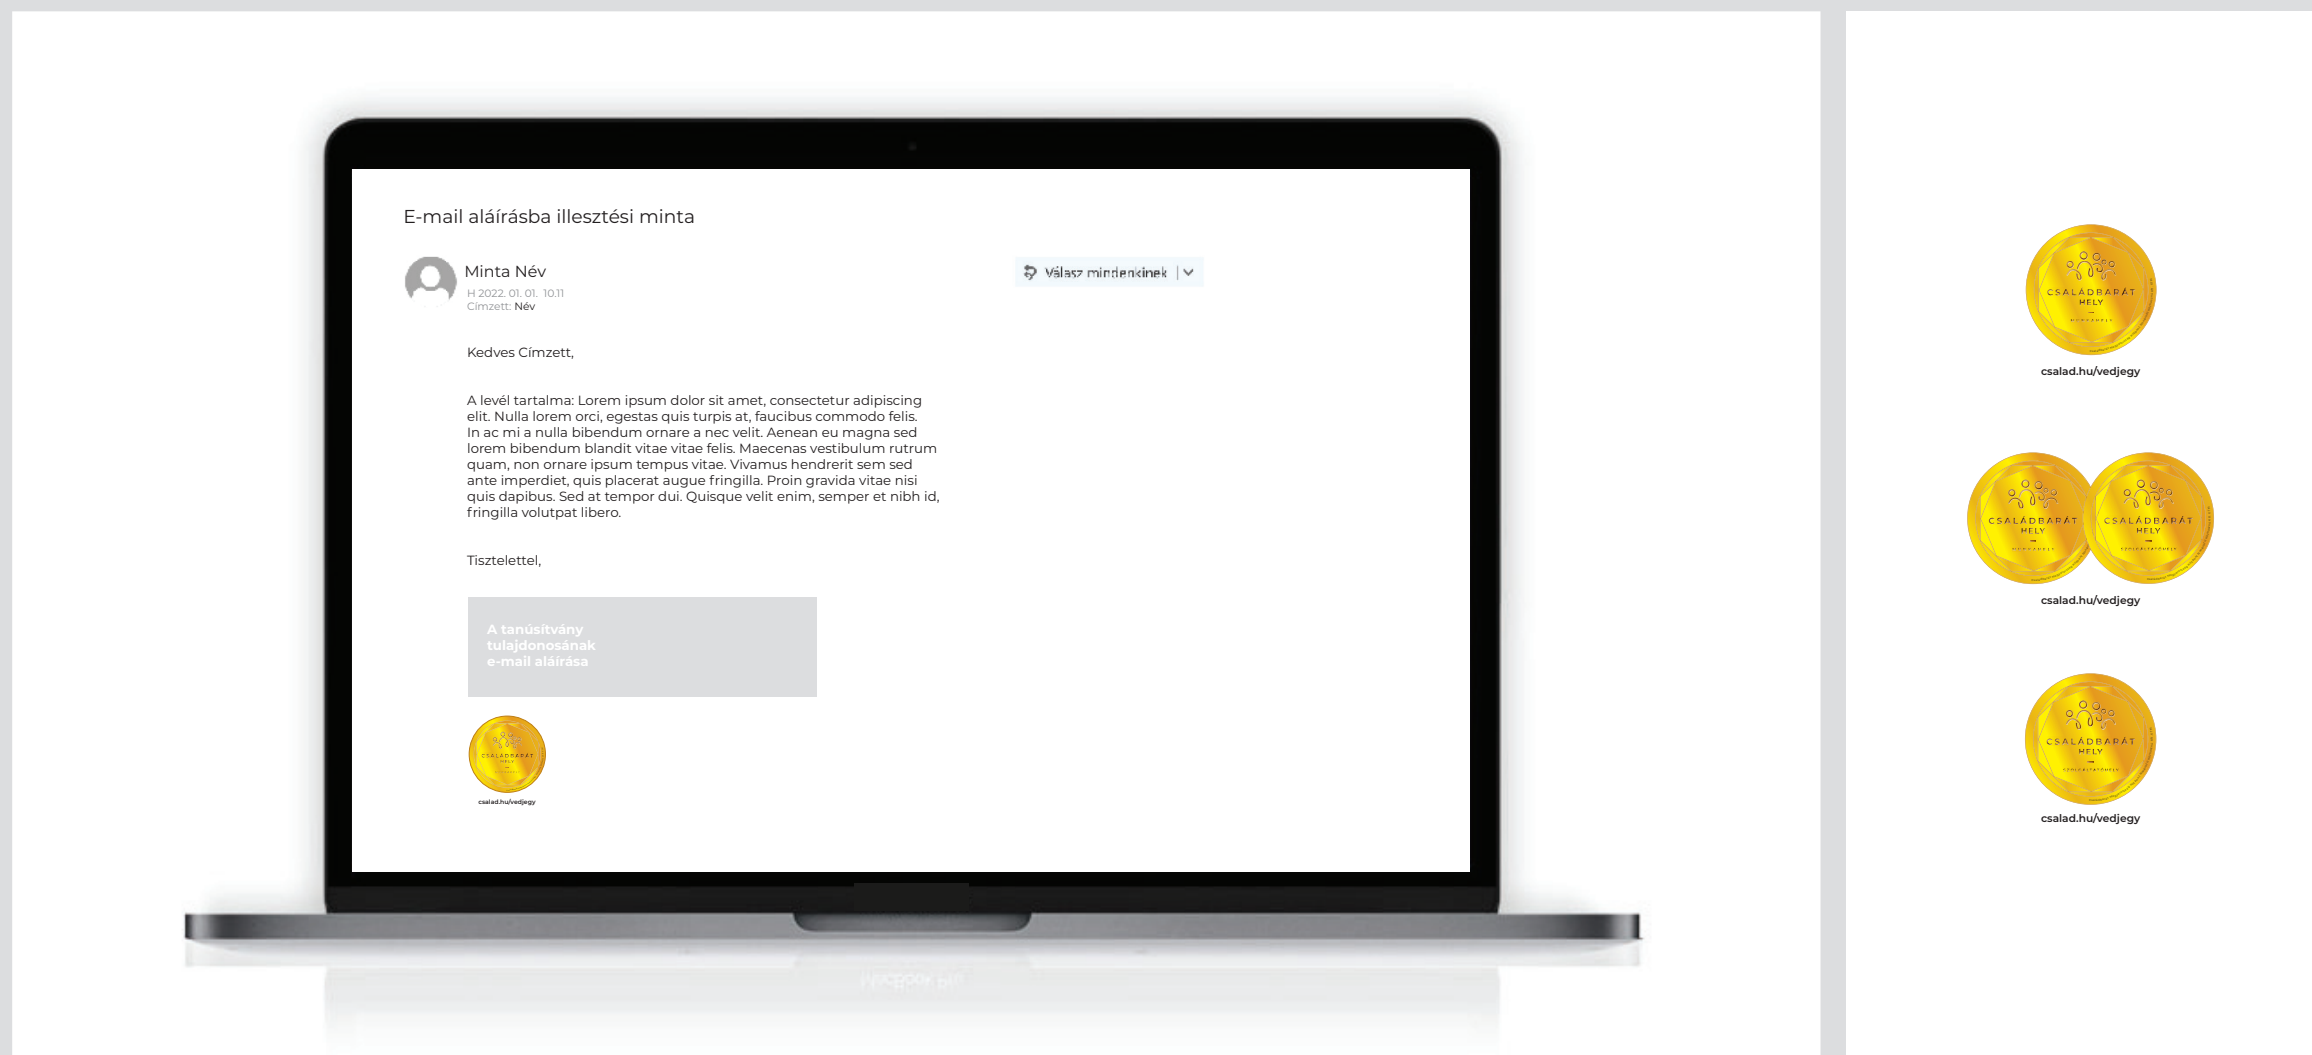 E-mail aláírásba illesztési minta
Minta Név
H 2022. 01. 01. 10.11
Címzett: Név
Válasz mindenkinek
Kedves Címzett,
A levél tartalma: Lorem ipsum dolor sit amet, consectetur adipiscing
elit. Nulla lorem orci, egestas quis turpis at, faucibus commodo felis.
In ac mi a nulla bibendum ornare a nec velit. Aenean eu magna sed
lorem bibendum blandit vitae vitae felis. Maecenas vestibulum rutrum
quam, non ornare ipsum tempus vitae. Vivamus hendrerit sem sed
ante imperdiet, quis placerat augue fringilla. Proin gravida vitae nisi
quis dapibus. Sed at tempor dui. Quisque velit enim, semper et nibh id,
fringilla volutpat libero.
Tisztelettel,
A tanúsítvány
tulajdonosának
e-mail aláírása
CSALÁDBARÁT
HELY
csalad.hu/vedjegy
CSALÁDBARÁT
HELY
MUNKAHELY
csalad.hu/vedjegy
CSALÁDBARÁT
HELY
MUNKAHELY
CSALÁDBARÁT
HELY
SZOLGÁLTATÓHELY
csalad.hu/vedjegy
CSALÁDBARÁT
HELY
SZOLGÁLTATÓHELY
csalad.hu/vedjegy